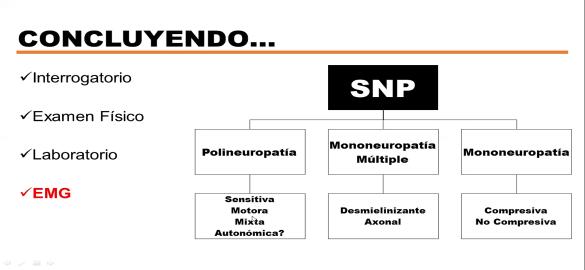 CONCLUYENDO...
✓Interrogatorio
✓Examen Físico
✓Laboratorio
✓EMG
SNP
Polineuropatía
Mononeuropatía
Múltiple
Mononeuropatía
Sensitiva
Motora
Mixta
Autonómica?
Desmielinizante
Axonal
Compresiva
No Compresiva